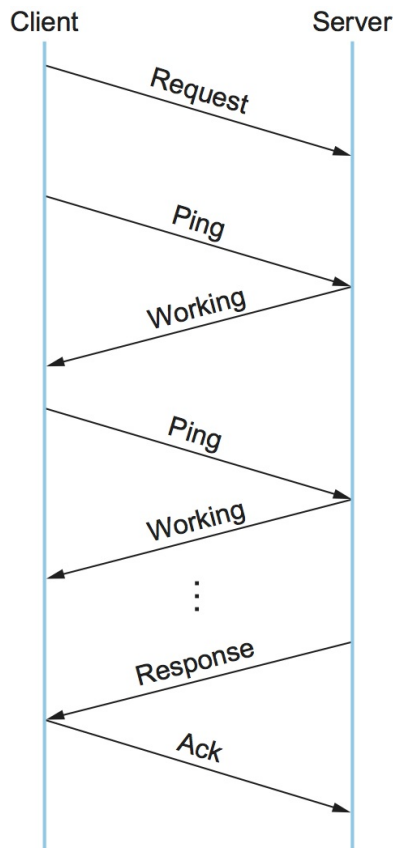 Client Server
Request
Ping
Working
Ping
Working
⋮
Response
Ack